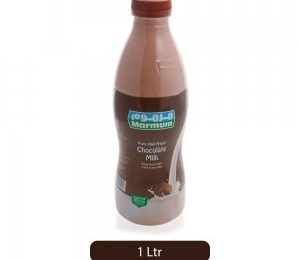 مرموم
Marmum
Pure And Fresh
Chocolate
Milk
1 Ltr